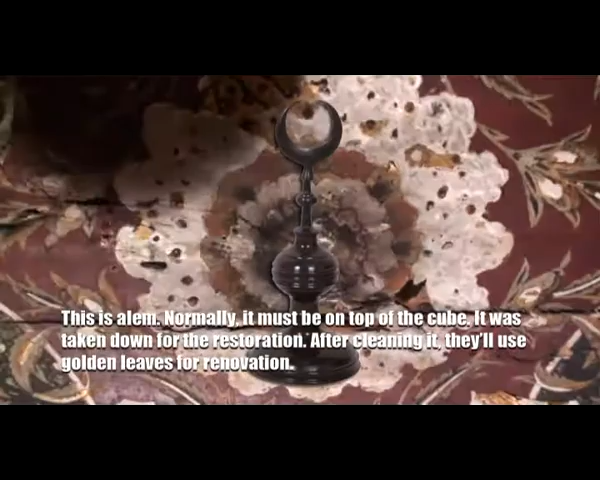 This is alem. Normally, it must be on top of the cube. It was
taken down for the restoration. After cleaning it, they'll use
golden leaves for renovation.